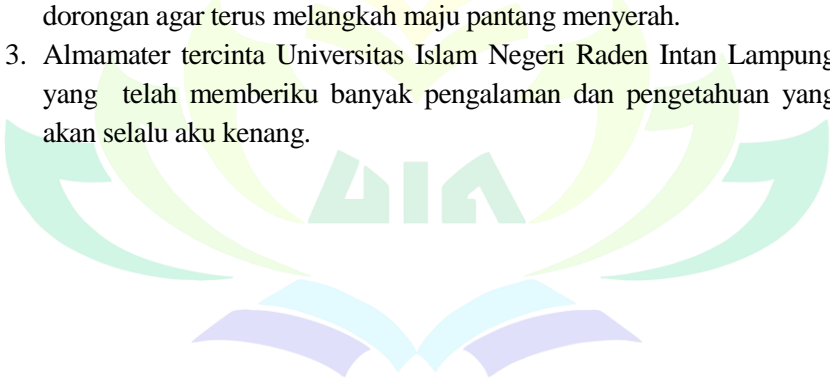 dorongan agar terus melangkah maju pantang menyerah.
3. Almamater tercinta Universitas Islam Negeri Raden Intan Lampung
yang telah memberiku banyak pengalaman dan pengetahuan yang
akan selalu aku kenang.
UIN